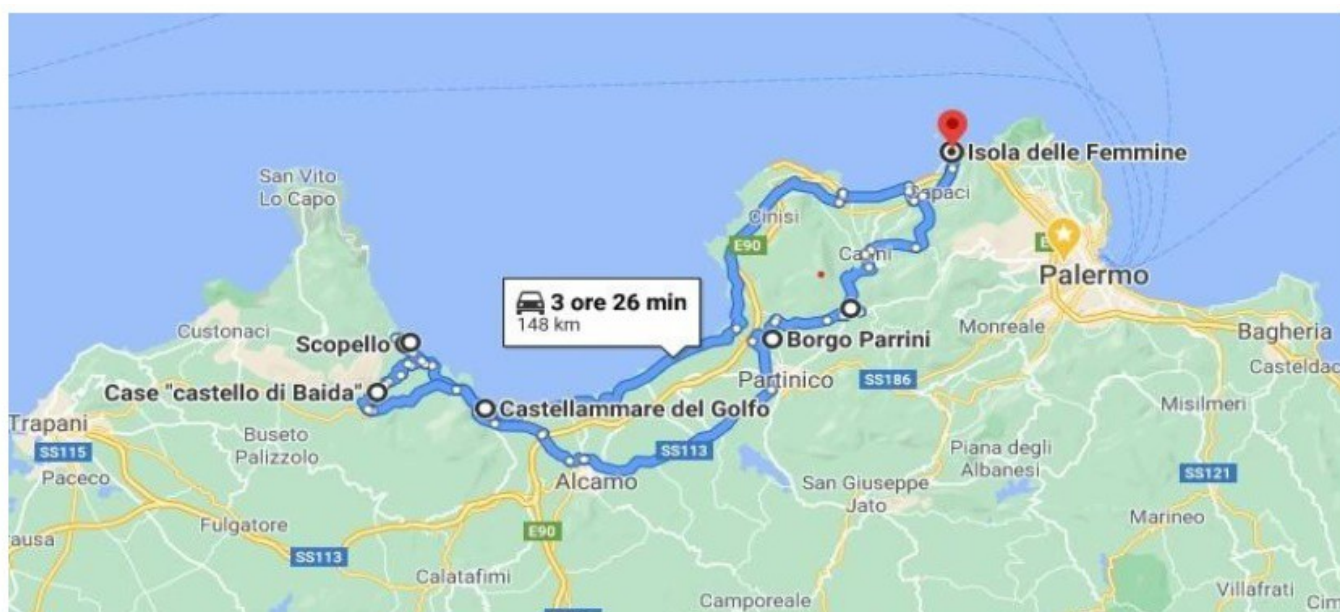 Isola delle Femmine
San Vito
Lo Capo
Capaci
Cinisi
E90
Palermo
3 ore 26 min
148 km
Custonaci
Scopello
Borgo Parrini
Monreale
Bagheria
Partinico
SS186
Casteldac
Case "castello di Baida"
Castellammare del Golfo
Misilmeri
Trapani
Buseto
Palizzolo
SS113
Piana degli
Albanesi
SS115
SS121
Paceco
Alcamo
San Giuseppe
Jato
Marineo
Fulgatore
rausa
E90
SS113
Calatafimi
Camporeale
Villafrati
Cim